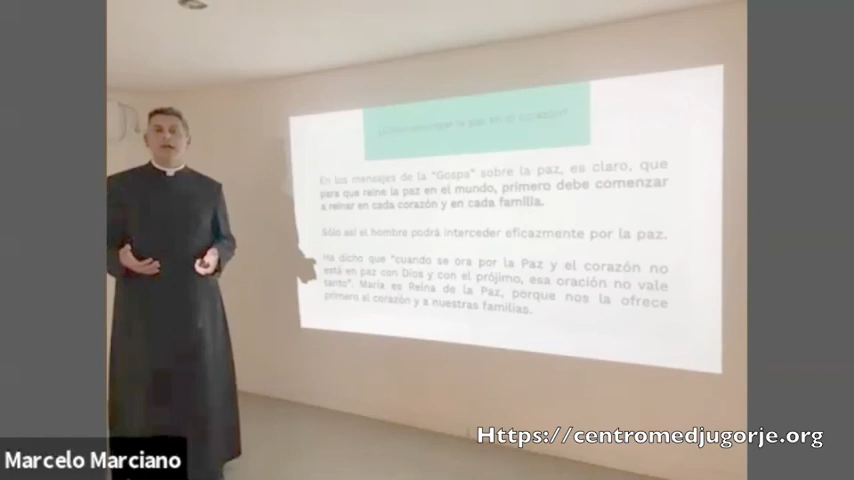 la paz en el corazón?
En los mensajes de la "Gospa" sobre la paz, es claro, que
para que reine la paz en el mundo, primero debe comenzar
a reinar en cada corazón y en cada familia.
Sólo así el hombre podrá interceder eficazmente por la paz.
Ha dicho que "cuando se ora por la Paz y el corazón no
está en paz con Dios y con el prójimo, esa oración no vale
tanto". María es Reina de la Paz, porque nos la ofrece
primero al corazón y a nuestras familias.
Https://centromedjugorje.org
Marcelo Marciano